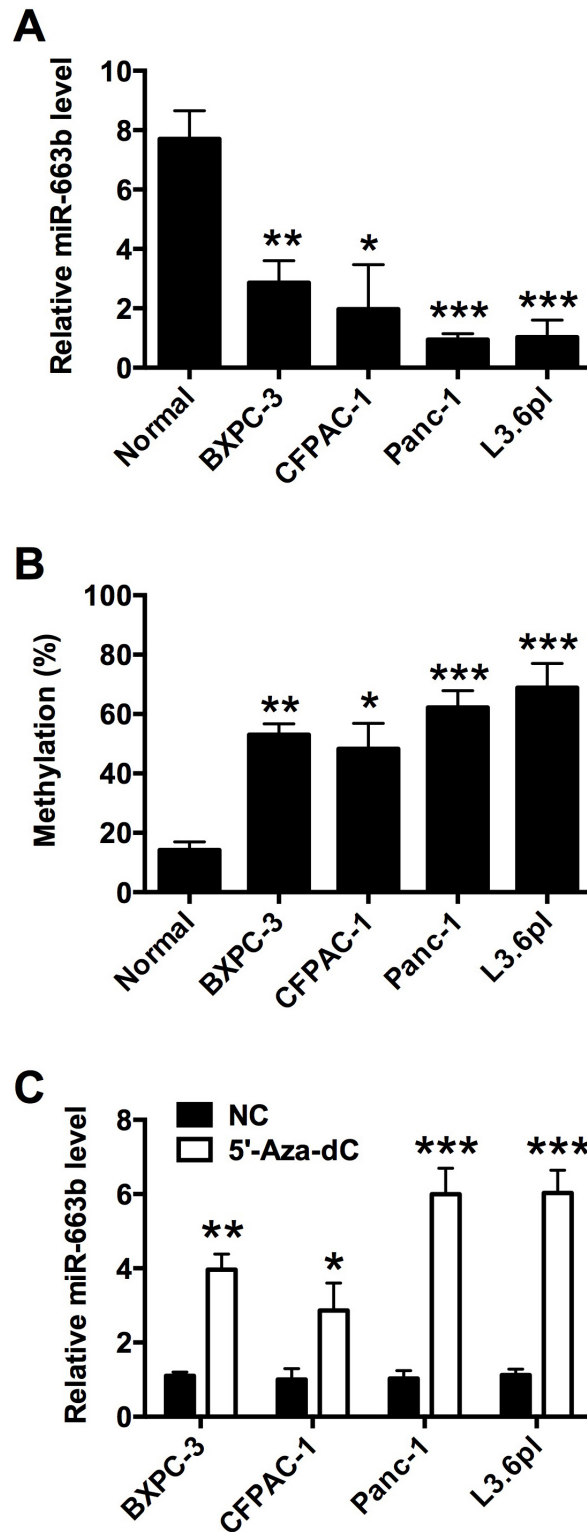 A
Relative miR-663b level
10
8
6
4
2
0
**
*
***
***
Normal
BXPC-3
CFPAC-1
Panc-1
L3.6pl
B
Methylation (%)
100
80
60
40
20
0
**
*
***
***
Normal
BXPC-3
CFPAC-1
Panc-1
L3.6pl
C
Relative miR-663b level
8
6
4
2
0
NC
5'-Aza-dC
**
*
***
***
BXPC-3
CFPAC-1
Panc-1
L3.6pl